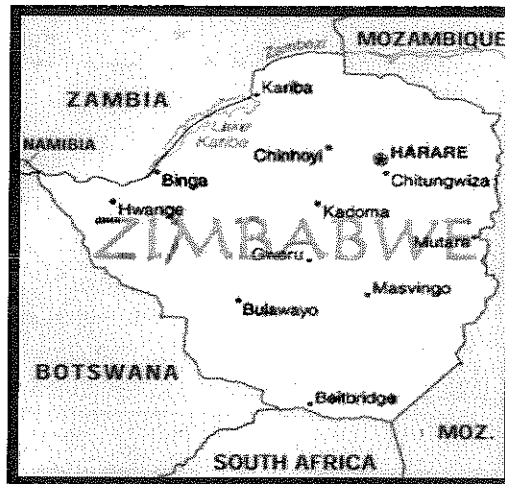 Zambezi
MOZAMBIQUE
Kariba
ZAMBIA
Lake
Kariba
NAMIBIA
Chinhoyi
HARARE
Binga
Chitungwiza
Hwange
Kadoma
ZIMBABWE
Mutare
Gweru
Masvingo
Bulawayo
BOTSWANA
Beitbridge
MOZ.
SOUTH AFRICA